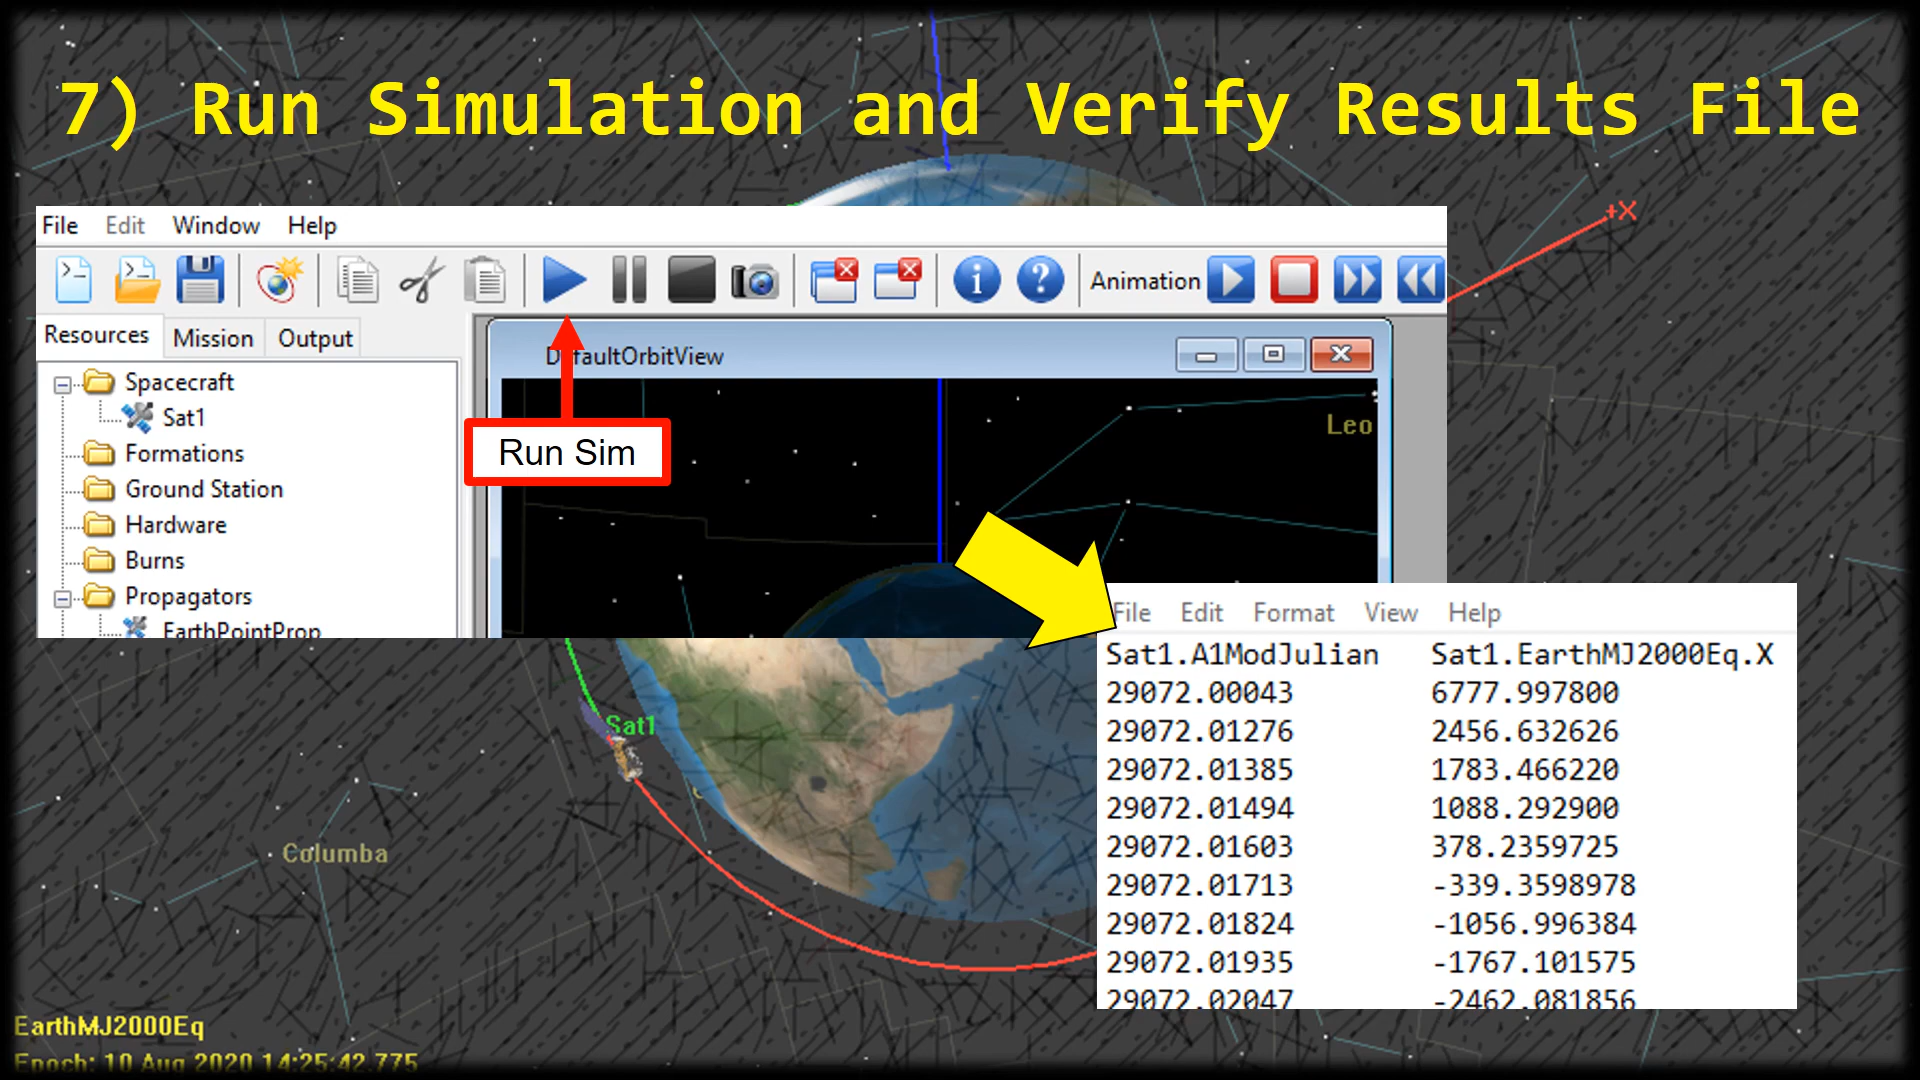 7) Run Simulation and Verify Results File
+X
File Edit Window Help
Animation
Resources Mission Output
DefaultOrbitView
Spacecraft
Sat1
Formations
Ground Station
Hardware
Burns
Propagators
EarthPointProp
Run Sim
Leo
File Edit Format View Help
Sat1.A1ModJulian Sat1.EarthMJ2000Eq.X
29072.00043 6777.997800
29072.01276 2456.632626
29072.01385 1783.466220
29072.01494 1088.292900
29072.01603 378.2359725
29072.01713 -339.3598978
29072.01824 -1056.996384
29072.01935 -1767.101575
29072.02047 -2462.081856
Sat1
Columba
EarthMJ2000Eq
Epoch: 10 Aug 2020 14:25:42.775